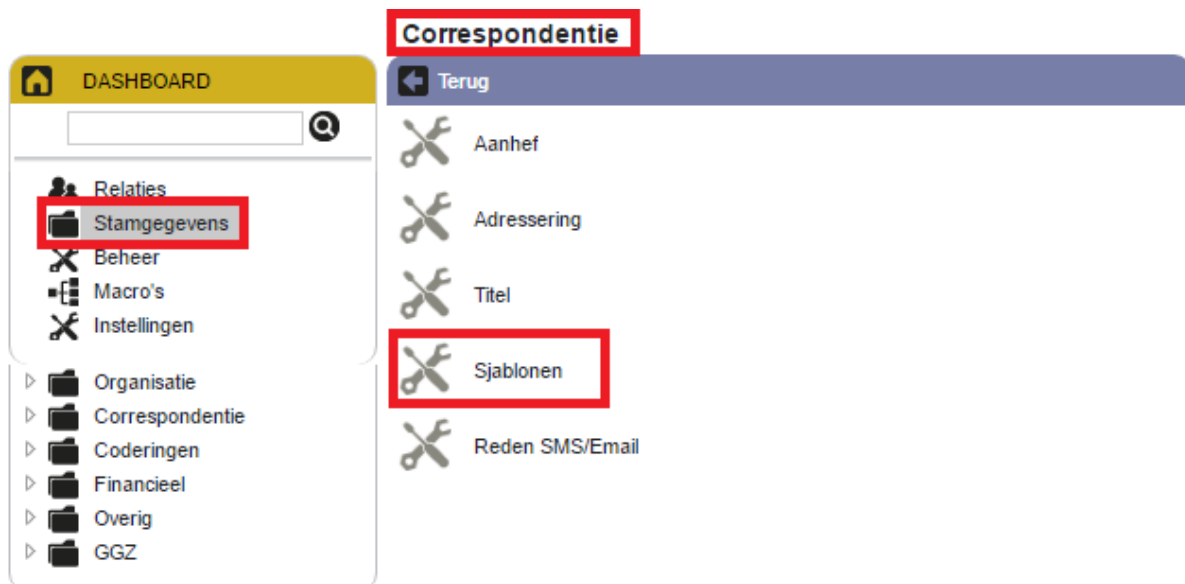 Correspondentie
DASHBOARD
Relaties
Stamgegevens
Beheer
Macro's
Instellingen
Organisatie
Correspondentie
Coderingen
Financieel
Overig
GGZ
Terug
Aanhef
Adressering
Titel
Sjablonen
Reden SMS/Email